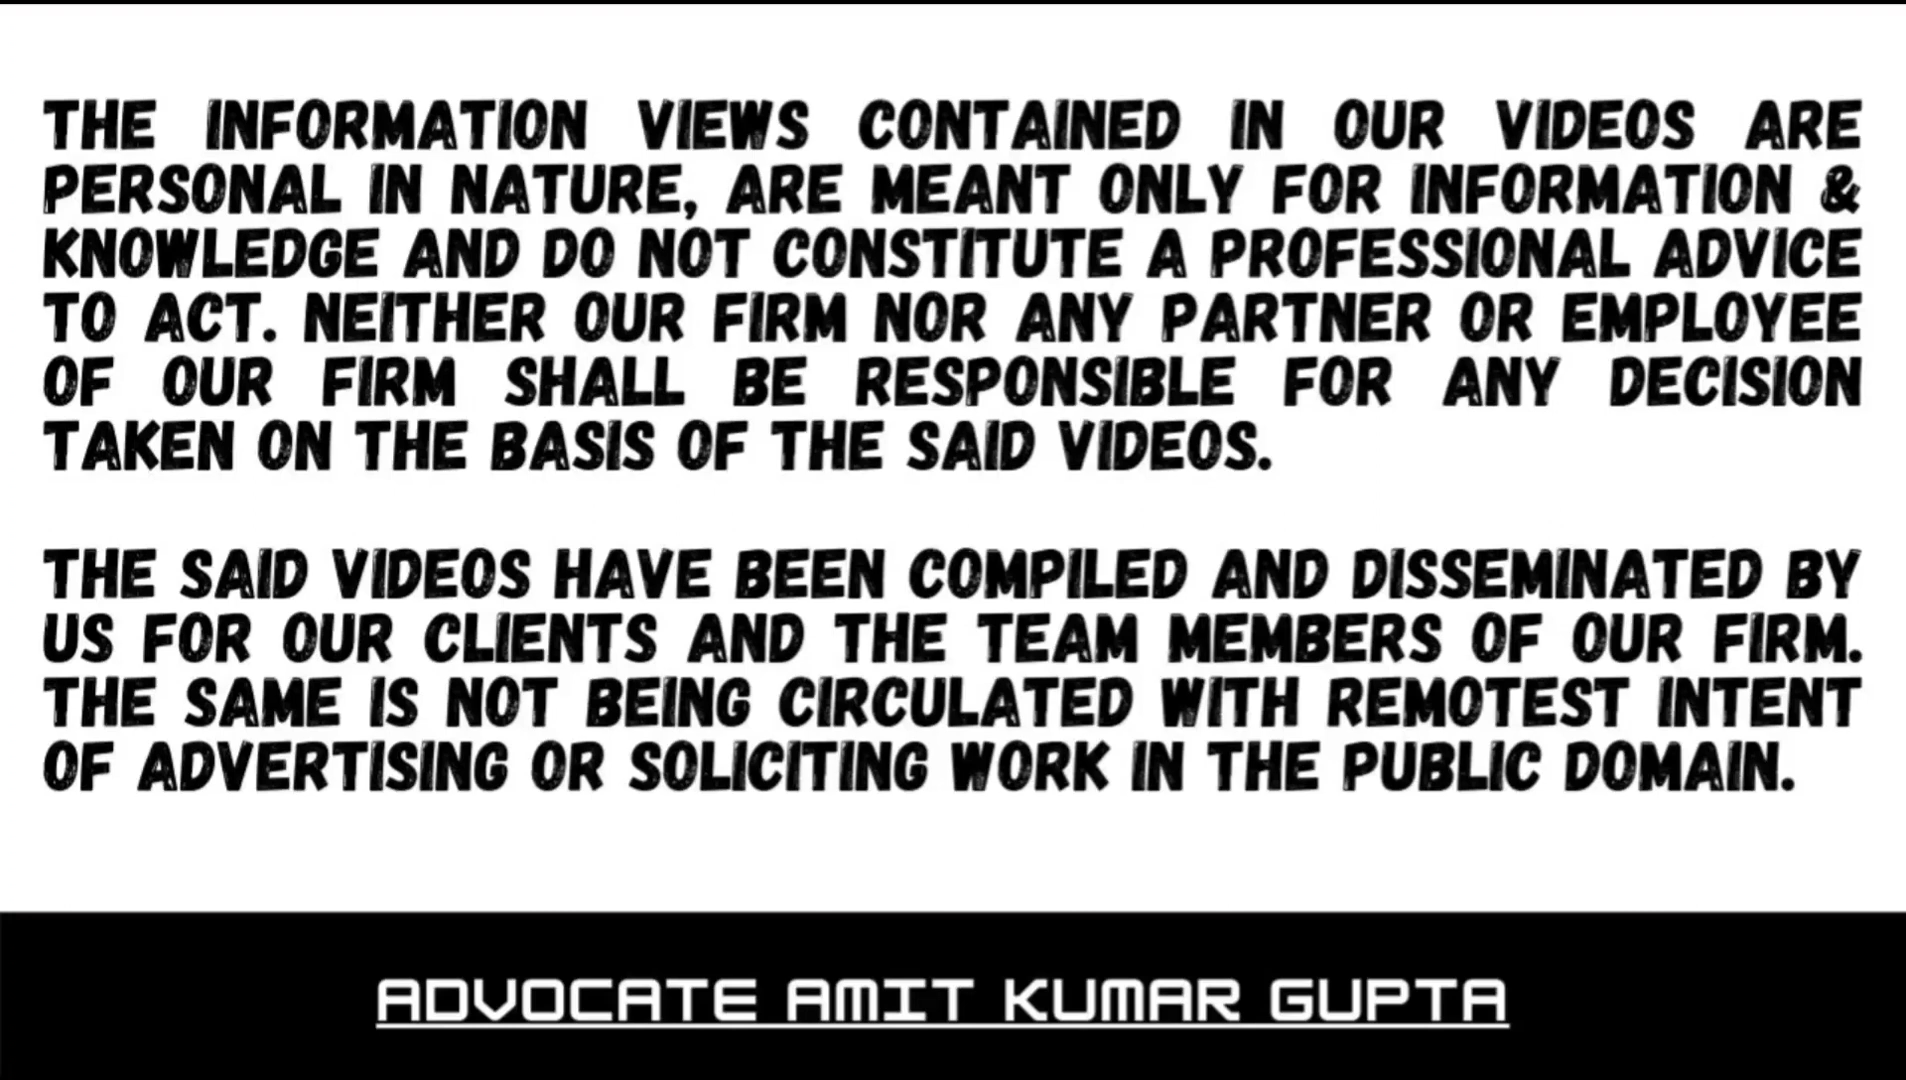 THE INFORMATION VIEWS CONTAINED IN OUR VIDEOS ARE
PERSONAL IN NATURE, ARE MEANT ONLY FOR INFORMATION &
KNOWLEDGE AND DO NOT CONSTITUTE A PROFESSIONAL ADVICE
TO ACT. NEITHER OUR FIRM NOR ANY PARTNER OR EMPLOYEE
OF OUR FIRM SHALL BE RESPONSIBLE FOR ANY DECISION
TAKEN ON THE BASIS OF THE SAID VIDEOS.
THE SAID VIDEOS HAVE BEEN COMPILED AND DISSEMINATED BY
US FOR OUR CLIENTS AND THE TEAM MEMBERS OF OUR FIRM.
THE SAME IS NOT BEING CIRCULATED WITH REMOTEST INTENT
OF ADVERTISING OR SOLICITING WORK IN THE PUBLIC DOMAIN.
ADVOCATE AMIT KUMAR GUPTA